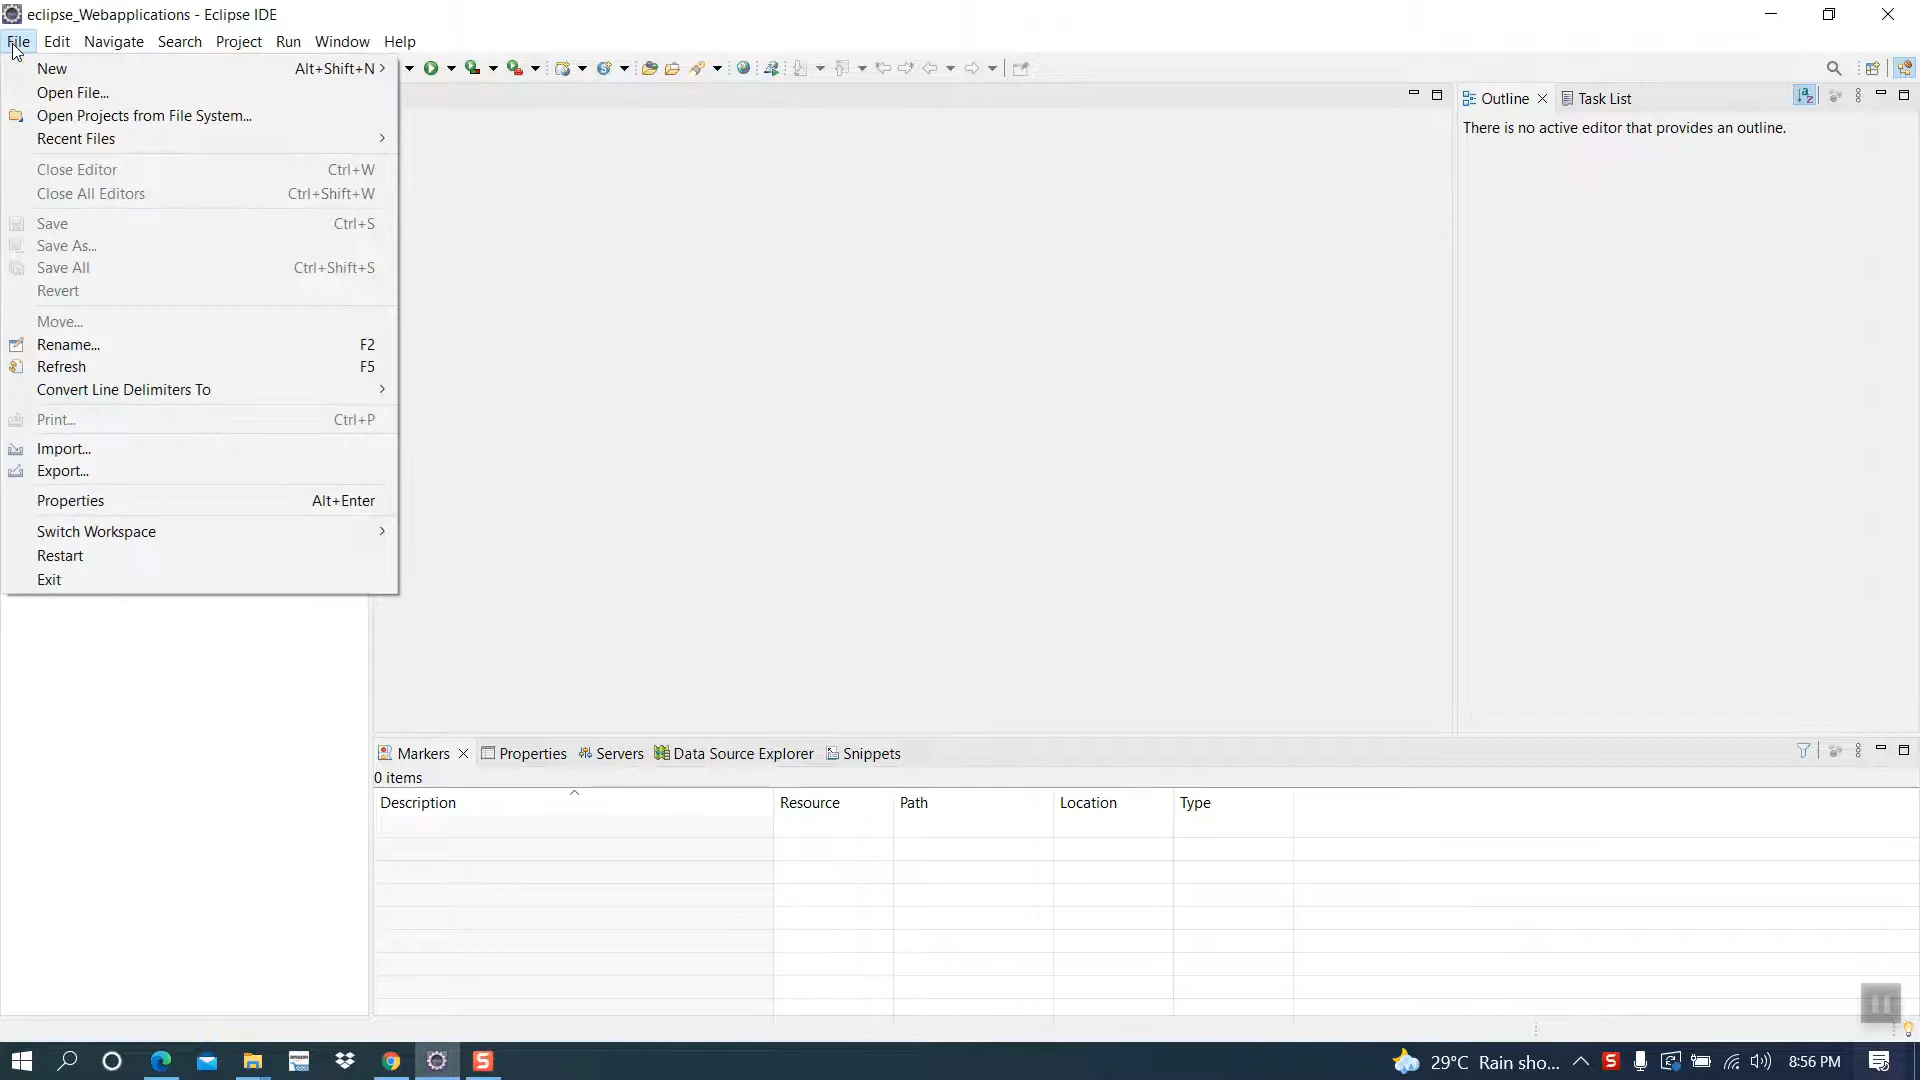 eclipse_Webapplications - Eclipse IDE
File Edit Navigate Search Project Run Window Help
New Alt+Shift+N
Open File...
Open Projects from File System...
Recent Files
Close Editor Ctrl+W
Close All Editors Ctrl+Shift+W
Save Ctrl+S
Save As...
Save All Ctrl+Shift+S
Revert
Move...
Rename... F2
Refresh F5
Convert Line Delimiters To
Print... Ctrl+P
Import...
Export...
Properties Alt+Enter
Switch Workspace
Restart
Exit
Outline Task List
There is no active editor that provides an outline.
Markers Properties Servers Data Source Explorer Snippets
0 items
Description Resource Path Location Type
29°C Rain sho... 8:56 PM